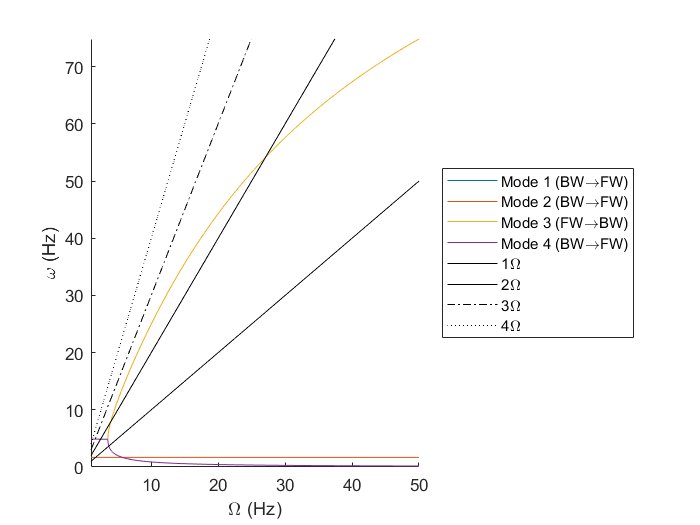 70
60
50
40
30
20
10
0
ω (Hz)
10
20
30
40
50
Ω (Hz)
Mode 1 (BW→FW)
Mode 2 (BW→FW)
Mode 3 (FW→BW)
Mode 4 (BW→FW)
1Ω
2Ω
3Ω
4Ω